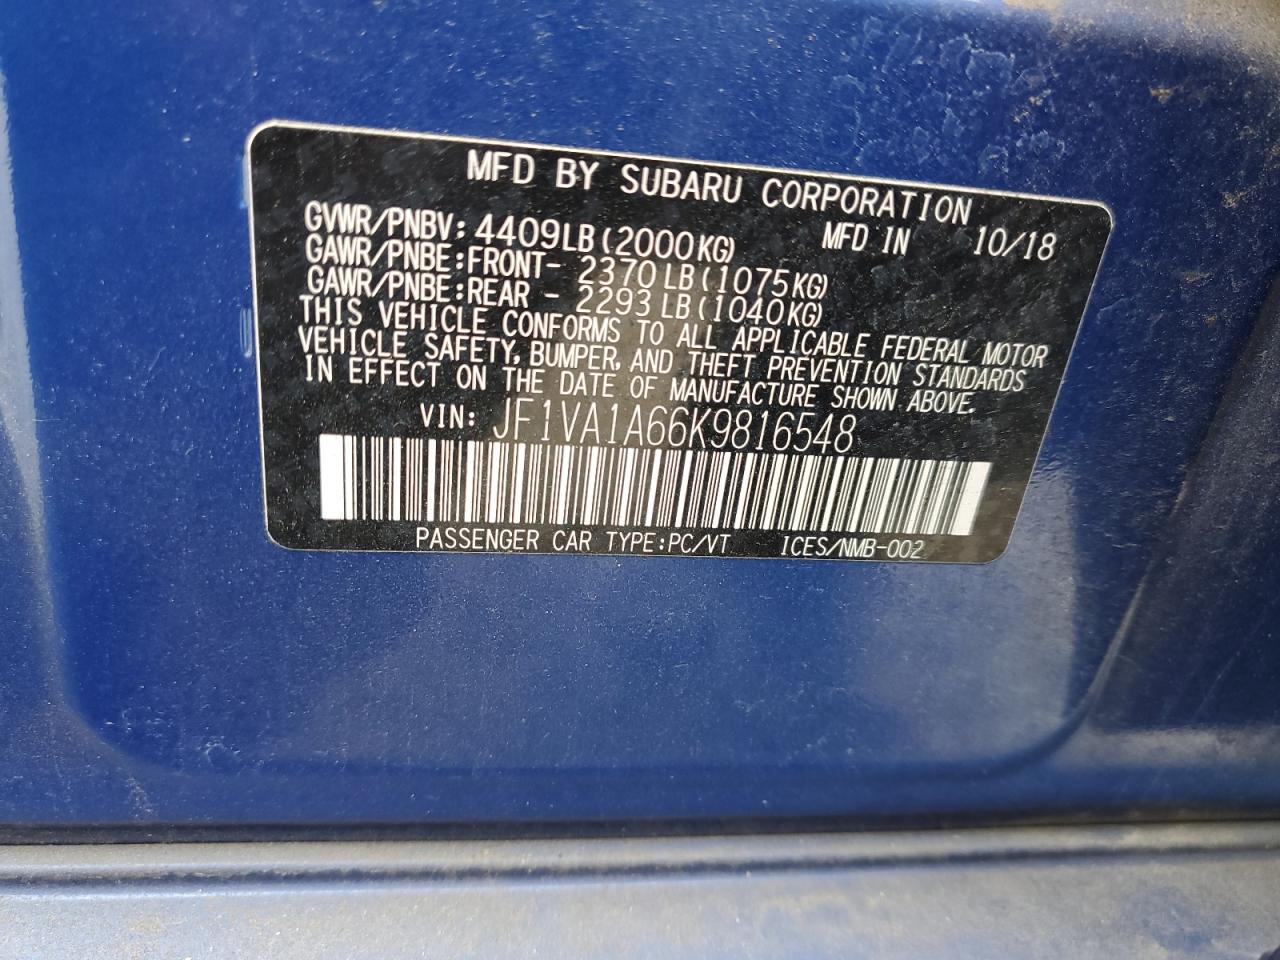 MFD BY SUBARU CORPORATION
GVWR/PNBV: 4409LB(2000KG) MFD IN 10/18
GAWR/PNBE:FRONT- 2370LB(1075KG)
GAWR/PNBE:REAR - 2293LB(1040KG)
THIS VEHICLE CONFORMS TO ALL APPLICABLE FEDERAL MOTOR
VEHICLE SAFETY, BUMPER, AND THEFT PREVENTION STANDARDS
IN EFFECT ON THE DATE OF MANUFACTURE SHOWN ABOVE.
VIN: JF1VA1A66K9816548
PASSENGER CAR TYPE:PC/VT ICES/NMB-002